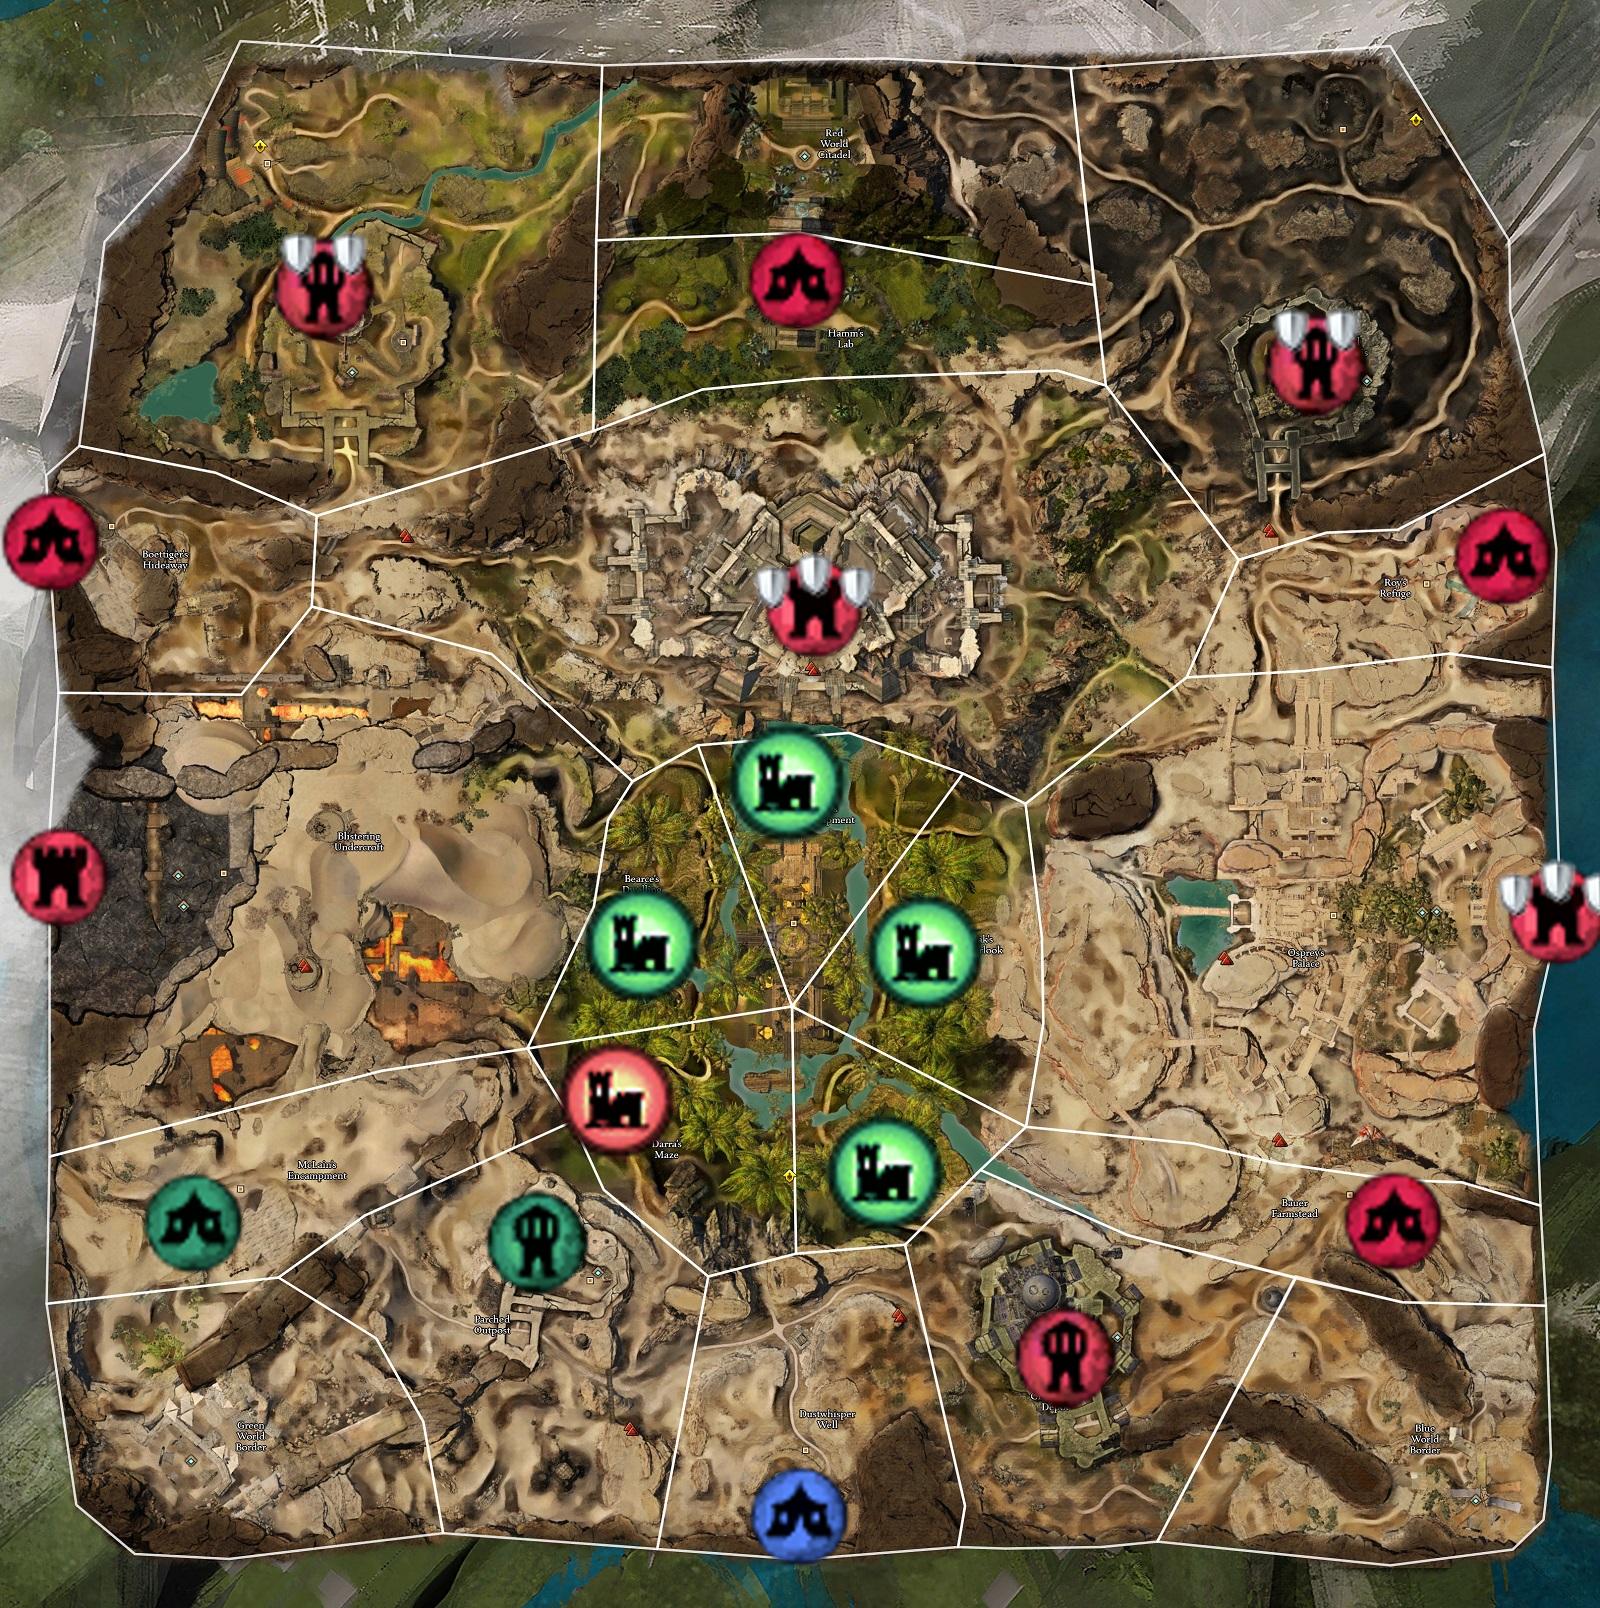 Red
World
Citadel
Hamm's
Lab
Boettiger's
Hideaway
Roy's
Refuge
Blistering
Undercroft
Bearce's
Osprey's
Palace
Darra's
Maze
McLain's
Encampment
Bauer
Farmstead
Parched
Outpost
Dustwhisper
Well
Green
World
Border
Blue
World
Border